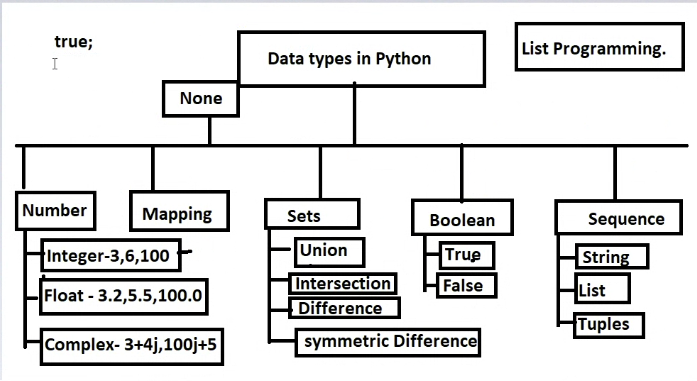 true;
Data types in Python
List Programming.
None
Number
Mapping
Sets
Boolean
Sequence
Integer-3,6,100
Float - 3.2,5.5,100.0
Complex- 3+4j,100j+5
Union
Intersection
Difference
symmetric Difference
True
False
String
List
Tuples